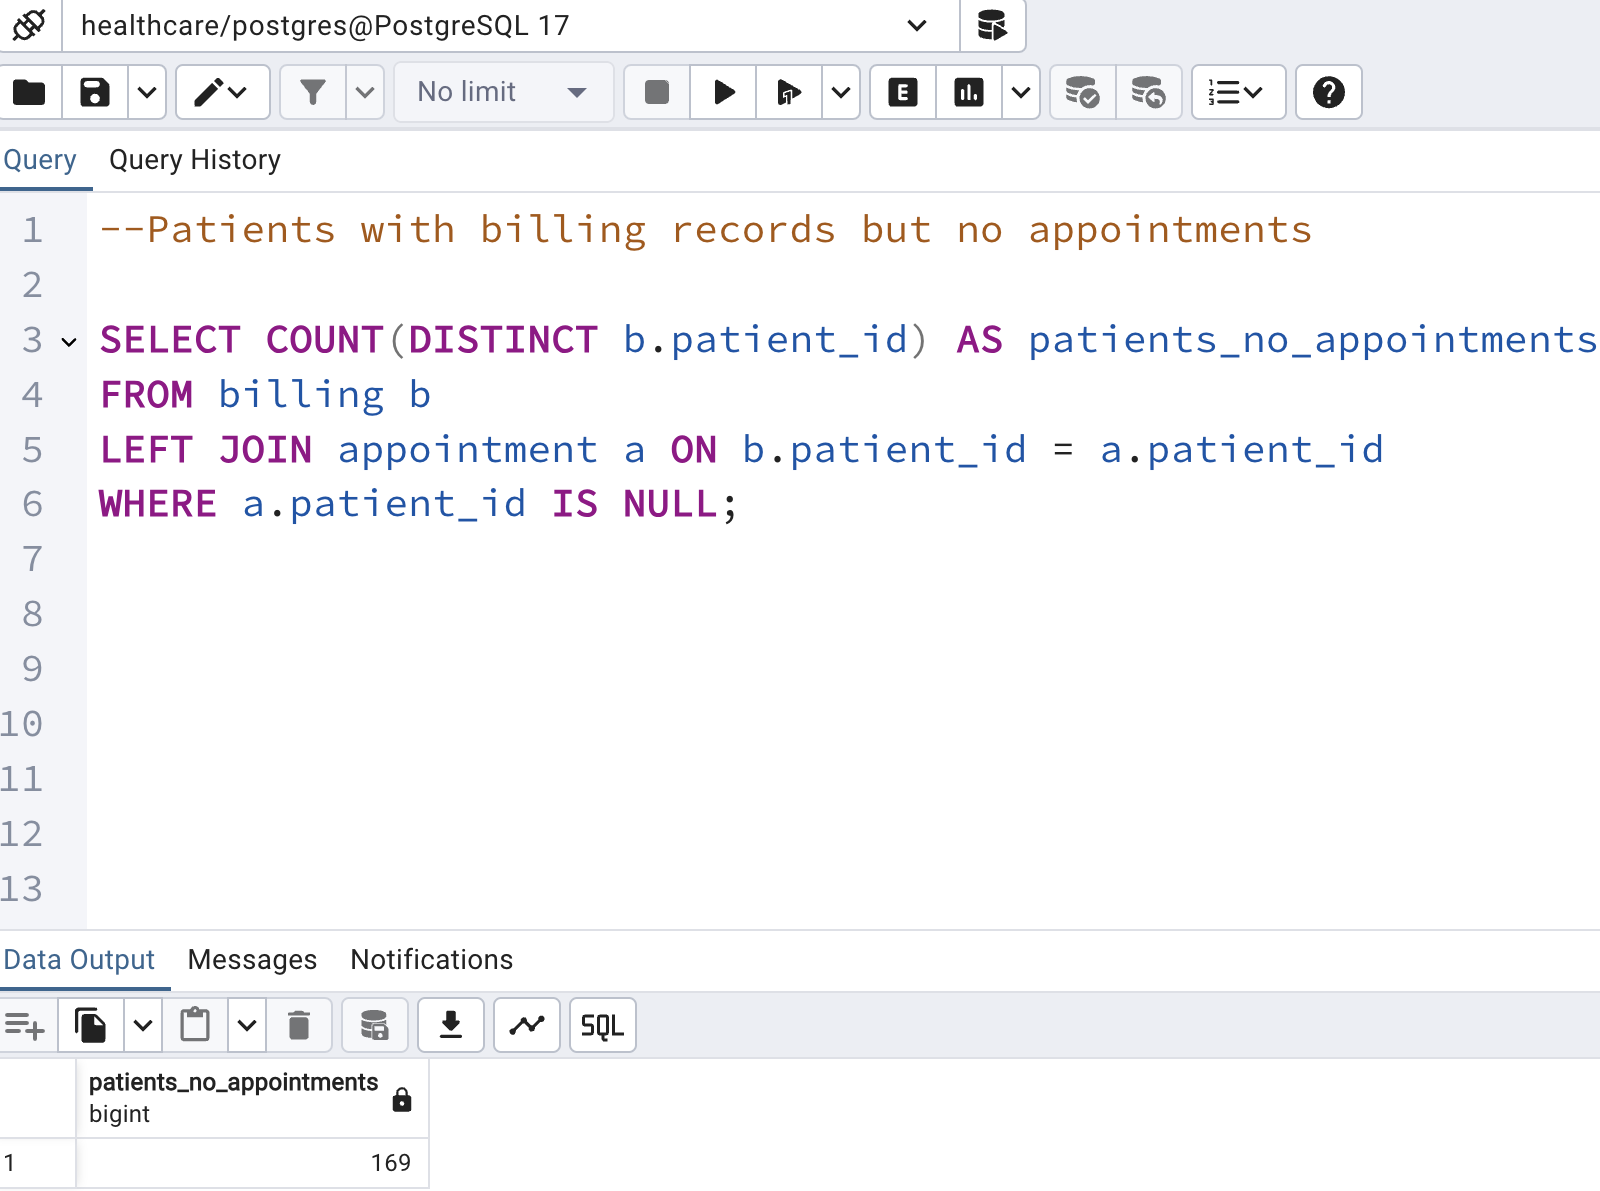 healthcare/postgres@PostgreSQL 17
No limit
Query Query History
1 --Patients with billing records but no appointments
2
3 SELECT COUNT(DISTINCT b.patient_id) AS patients_no_appointments
4 FROM billing b
5 LEFT JOIN appointment a ON b.patient_id = a.patient_id
6 WHERE a.patient_id IS NULL;
7
8
9
10
11
12
13
Data Output Messages Notifications
SQL
patients_no_appointments
bigint
1 169